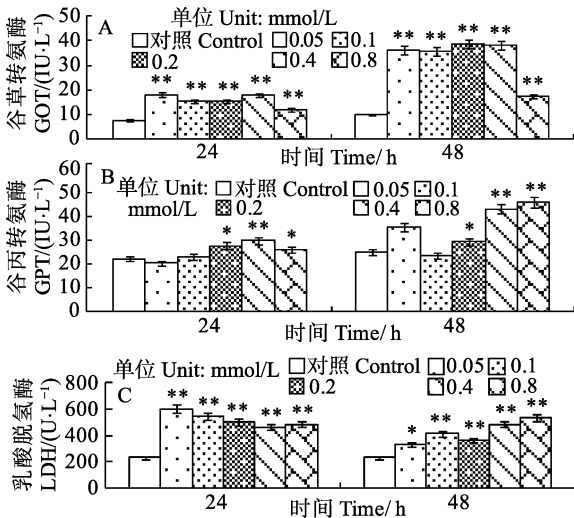 A
单位 Unit: mmol/L
对照 Control 0.05 0.1
0.2 0.4 0.8
谷草转氨酶
GOT/(IU·L⁻¹)
50
40
30
20
10
0
** ** ** ** **
** ** ** ** **
24 48
时间 Time/ h
B
单位 Unit: 对照 Control 0.05 0.1
mmol/L 0.2 0.4 0.8
谷丙转氨酶
GPT/(IU·L⁻¹)
60
50
40
30
20
10
0
* ** *
* ** **
24 48
时间 Time/ h
C
单位 Unit: mmol/L
对照 Control 0.05 0.1
0.2 0.4 0.8
乳酸脱氢酶
LDH/(U·L⁻¹)
800
600
400
200
0
** ** ** ** **
* ** ** ** **
24 48
时间 Time/ h